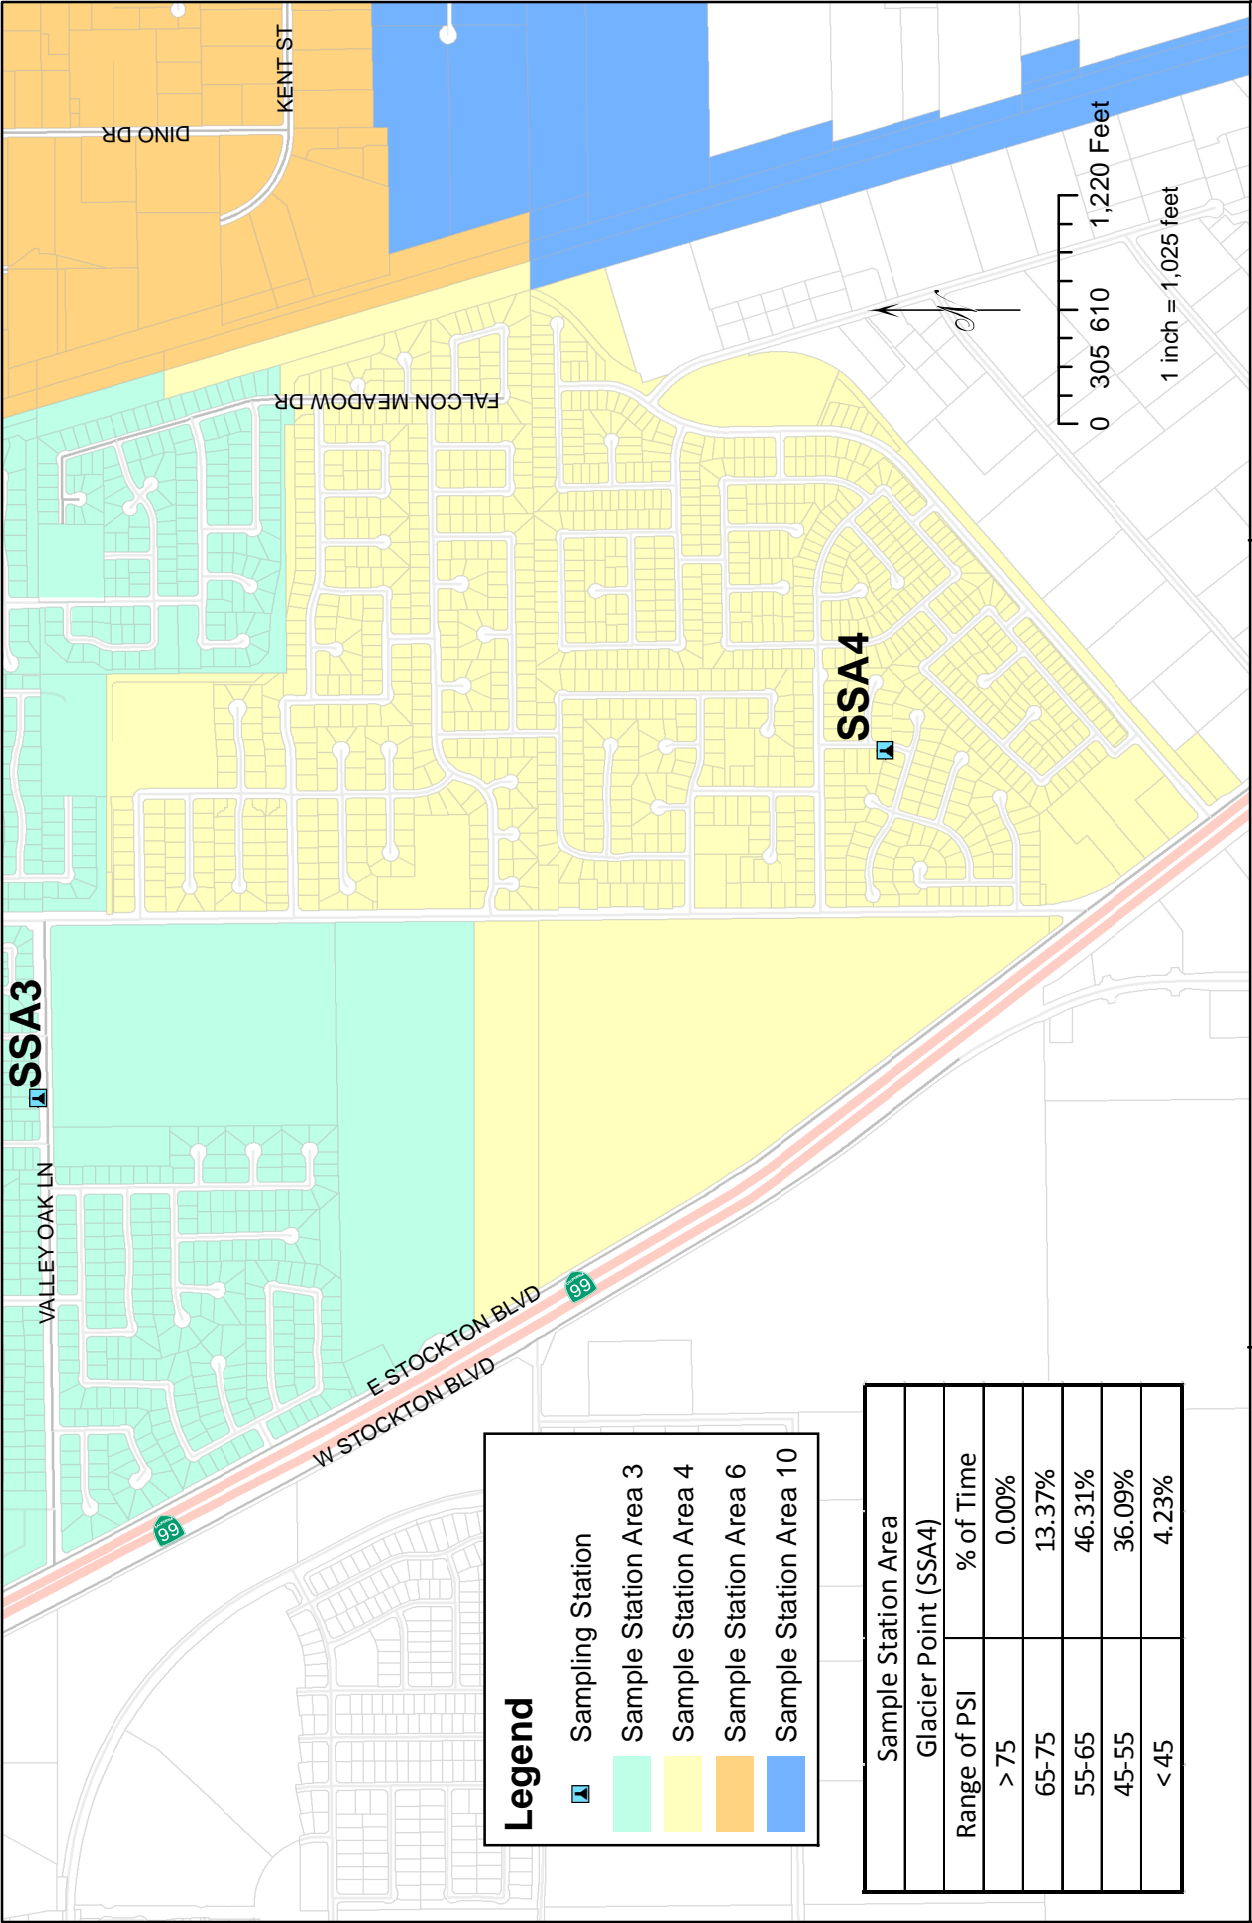 SSA3
VALLEY OAK LN
DINO DR
KENT ST
FALCON MEADOW DR
SSA4
99
E STOCKTON BLVD
W STOCKTON BLVD
99
Legend
Sampling Station
Sample Station Area 3
Sample Station Area 4
Sample Station Area 6
Sample Station Area 10
Sample Station Area
Glacier Point (SSA4)
Range of PSI % of Time
> 75 0.00%
65-75 13.37%
55-65 46.31%
45-55 36.09%
< 45 4.23%
N
0 305 610 1,220 Feet
1 inch = 1,025 feet